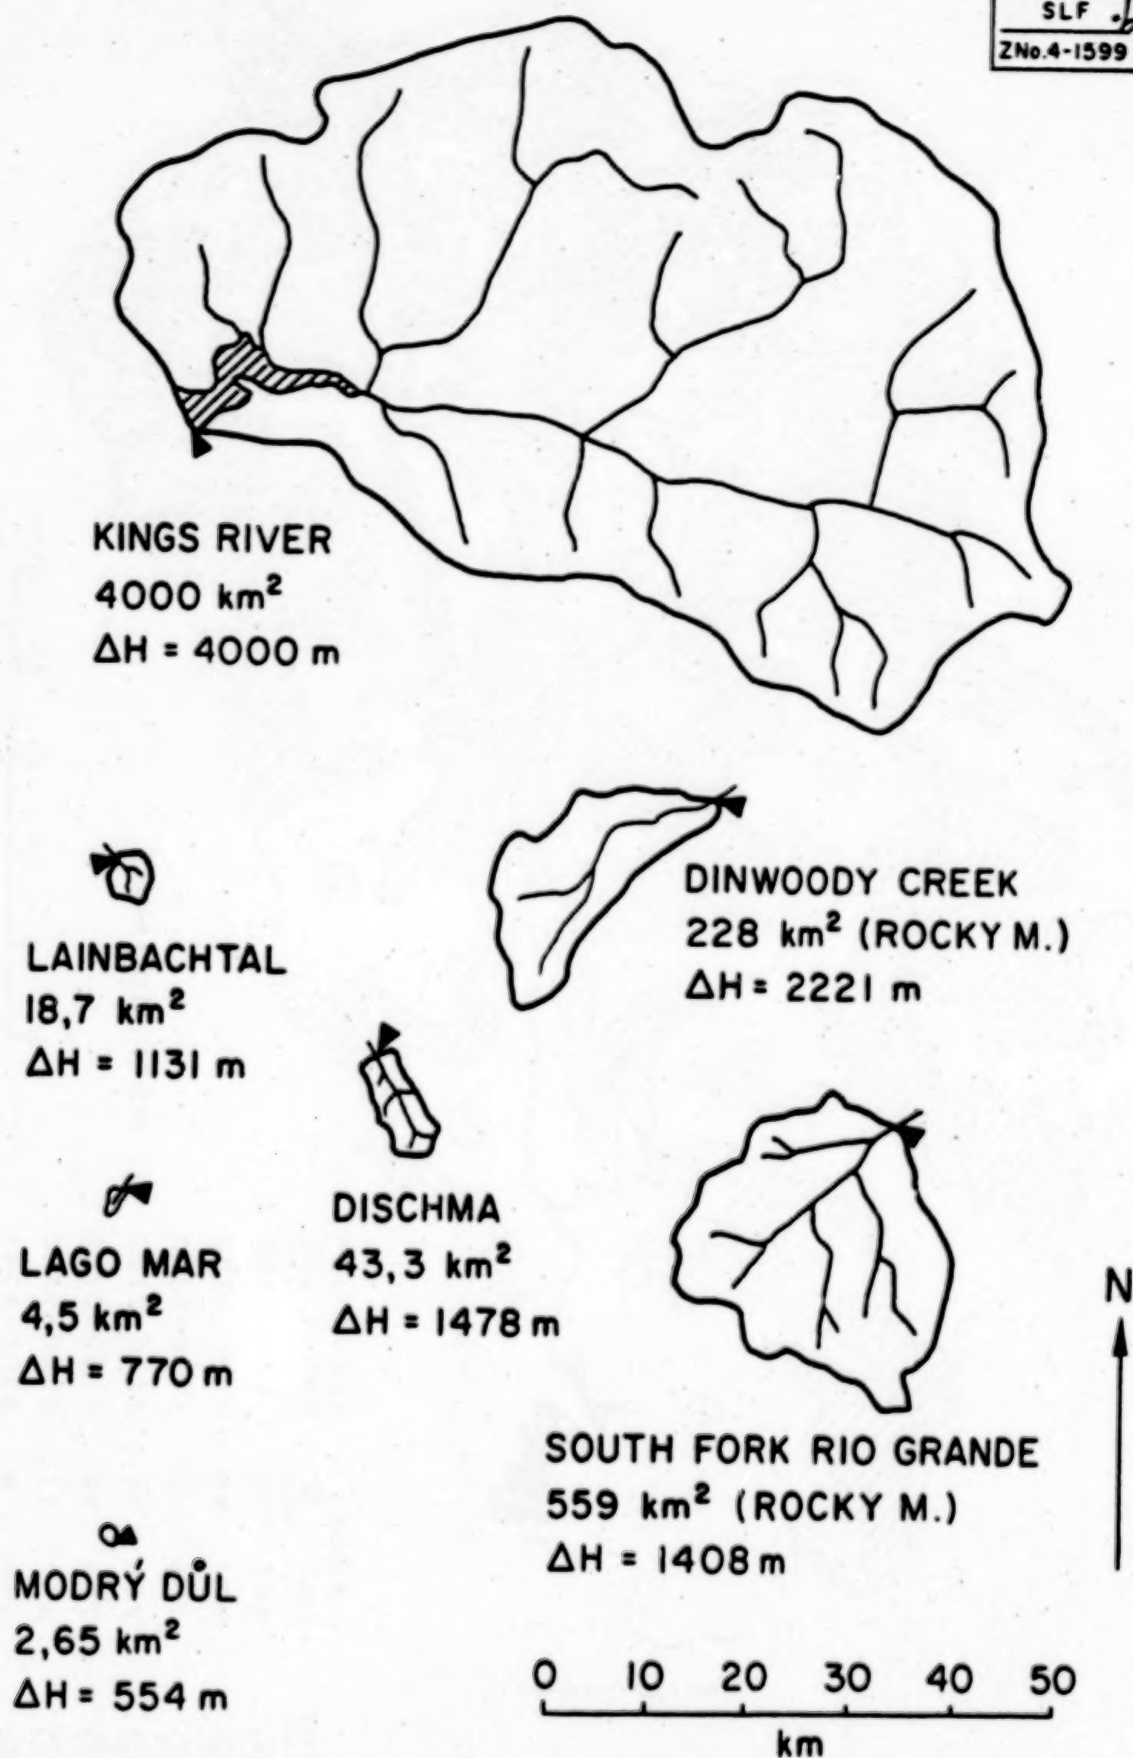 SLF
ZNo.4-1599
KINGS RIVER
4000 km²
ΔH = 4000 m
DINWOODY CREEK
228 km² (ROCKY M.)
ΔH = 2221 m
LAINBACHTAL
18,7 km²
ΔH = 1131 m
DISCHMA
43,3 km²
ΔH = 1478 m
LAGO MAR
4,5 km²
ΔH = 770 m
N
SOUTH FORK RIO GRANDE
559 km² (ROCKY M.)
ΔH = 1408 m
MODRÝ DŮL
2,65 km²
ΔH = 554 m
0 10 20 30 40 50
km